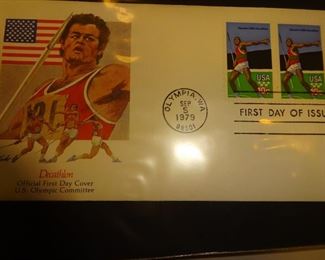 Decathlon
Official First Day Cover
U.S. Olympic Committee
OLYMPIA, WA
SEP
5
1979
98501
USA
10c
USA
FIRST DAY OF ISSU